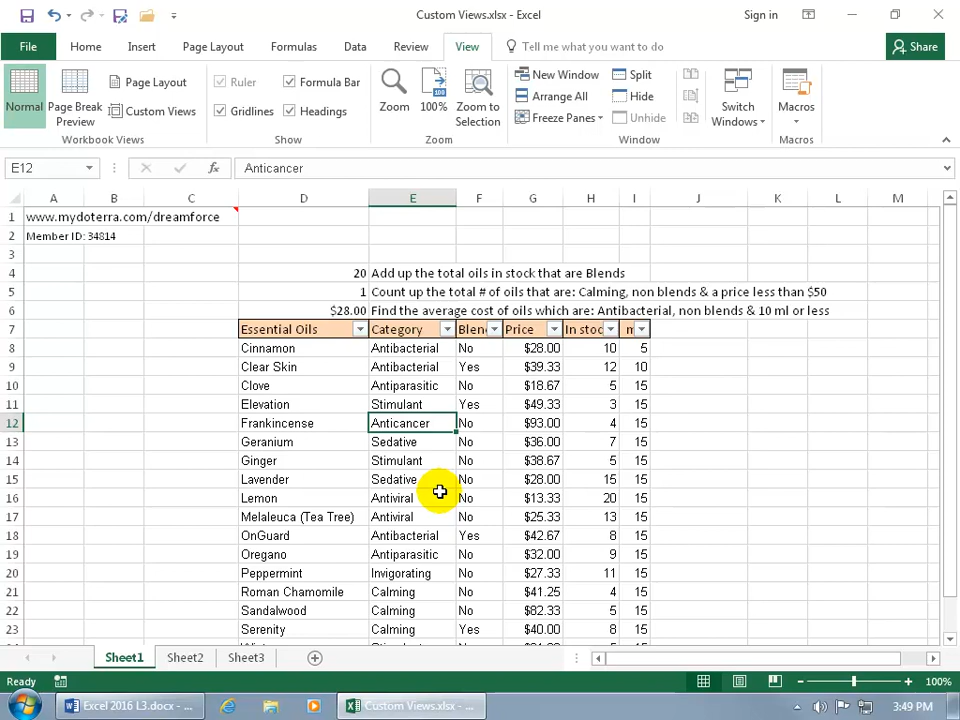 Custom Views.xlsx - Excel
Sign in
File Home Insert Page Layout Formulas Data Review View Tell me what you want to do Share
Normal
Page Break Preview
Page Layout
Custom Views
Workbook Views
Ruler
Formula Bar
Gridlines
Headings
Show
Zoom
100%
Zoom to Selection
Zoom
New Window
Arrange All
Freeze Panes
Split
Hide
Unhide
Switch Windows
Window
Macros
Macros
E12 fx Anticancer
A B C D E F G H I J K L M
1 www.mydoterra.com/dreamforce
2 Member ID: 34814
3
4 20 Add up the total oils in stock that are Blends
5 1 Count up the total # of oils that are: Calming, non blends & a price less than $50
6 $28.00 Find the average cost of oils which are: Antibacterial, non blends & 10 ml or less
7 Essential Oils Category Blen Price In stoc m
8 Cinnamon Antibacterial No $28.00 10 5
9 Clear Skin Antibacterial Yes $39.33 12 10
10 Clove Antiparasitic No $18.67 5 15
11 Elevation Stimulant Yes $49.33 3 15
12 Frankincense Anticancer No $93.00 4 15
13 Geranium Sedative No $36.00 7 15
14 Ginger Stimulant No $38.67 5 15
15 Lavender Sedative No $28.00 15 15
16 Lemon Antiviral No $13.33 20 15
17 Melaleuca (Tea Tree) Antiviral No $25.33 13 15
18 OnGuard Antibacterial Yes $42.67 8 15
19 Oregano Antiparasitic No $32.00 9 15
20 Peppermint Invigorating No $27.33 11 15
21 Roman Chamomile Calming No $41.25 4 15
22 Sandalwood Calming No $82.33 5 15
23 Serenity Calming Yes $40.00 8 15
Sheet1 Sheet2 Sheet3
Ready 100%
Excel 2016 L3.docx - ...
Custom Views.xlsx - ...
3:49 PM